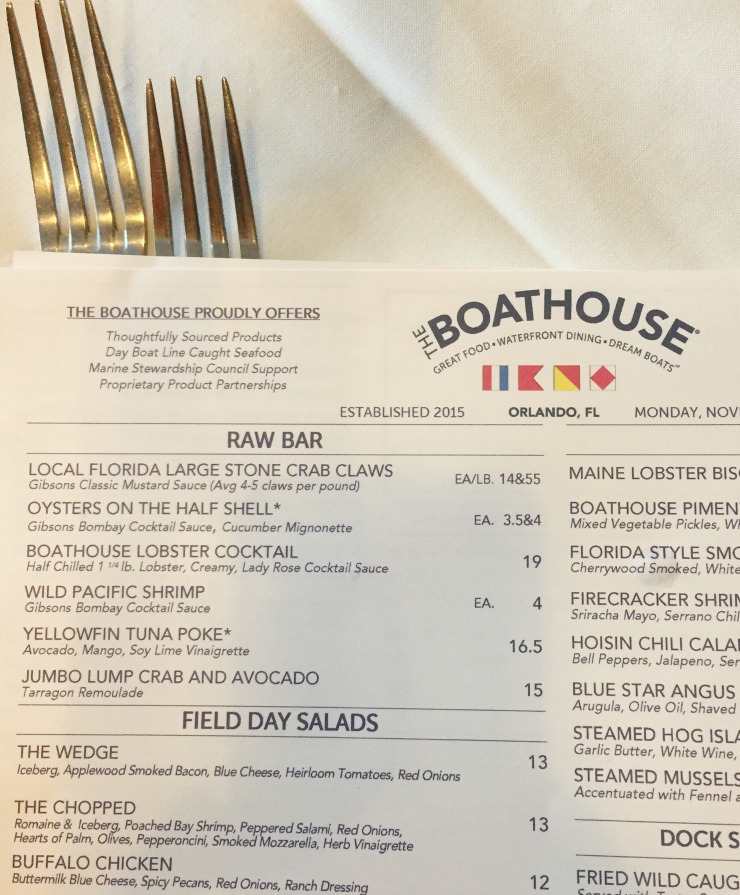 THE BOATHOUSE PROUDLY OFFERS
Thoughtfully Sourced Products
Day Boat Line Caught Seafood
Marine Stewardship Council Support
Proprietary Product Partnerships
THE BOATHOUSE®
GREAT FOOD • WATERFRONT DINING • DREAM BOATS™
ESTABLISHED 2015 ORLANDO, FL MONDAY, NOV
RAW BAR
LOCAL FLORIDA LARGE STONE CRAB CLAWS EA/LB. 14&55
Gibsons Classic Mustard Sauce (Avg 4-5 claws per pound)
OYSTERS ON THE HALF SHELL* EA. 3.5&4
Gibsons Bombay Cocktail Sauce, Cucumber Mignonette
BOATHOUSE LOBSTER COCKTAIL 19
Half Chilled 1 1/4 lb. Lobster, Creamy, Lady Rose Cocktail Sauce
WILD PACIFIC SHRIMP EA. 4
Gibsons Bombay Cocktail Sauce
YELLOWFIN TUNA POKE* 16.5
Avocado, Mango, Soy Lime Vinaigrette
JUMBO LUMP CRAB AND AVOCADO 15
Tarragon Remoulade
FIELD DAY SALADS
THE WEDGE 13
Iceberg, Applewood Smoked Bacon, Blue Cheese, Heirloom Tomatoes, Red Onions
THE CHOPPED 13
Romaine & Iceberg, Poached Bay Shrimp, Peppered Salami, Red Onions,
Hearts of Palm, Olives, Pepperoncini, Smoked Mozzarella, Herb Vinaigrette
BUFFALO CHICKEN 12
Buttermilk Blue Cheese, Spicy Pecans, Red Onions, Ranch Dressing
MAINE LOBSTER BIS
BOATHOUSE PIMEN
Mixed Vegetable Pickles, Wh
FLORIDA STYLE SMO
Cherrywood Smoked, White
FIRECRACKER SHRIM
Sriracha Mayo, Serrano Chil
HOISIN CHILI CALA
Bell Peppers, Jalapeno, Ser
BLUE STAR ANGUS
Arugula, Olive Oil, Shaved
STEAMED HOG ISLA
Garlic Butter, White Wine,
STEAMED MUSSELS
Accentuated with Fennel a
DOCK S
FRIED WILD CAUG